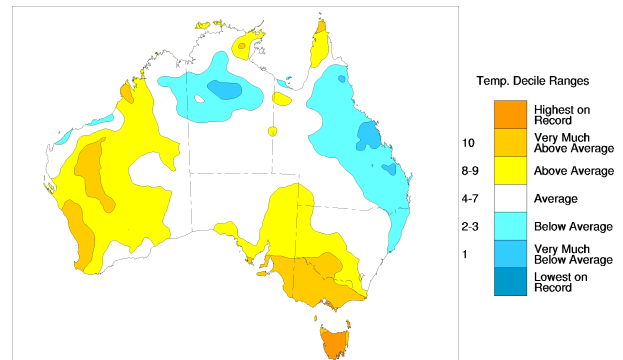 Temp. Decile Ranges
Highest on
Record
10
Very Much
Above Average
8-9
Above Average
4-7
Average
2-3
Below Average
1
Very Much
Below Average
Lowest on
Record